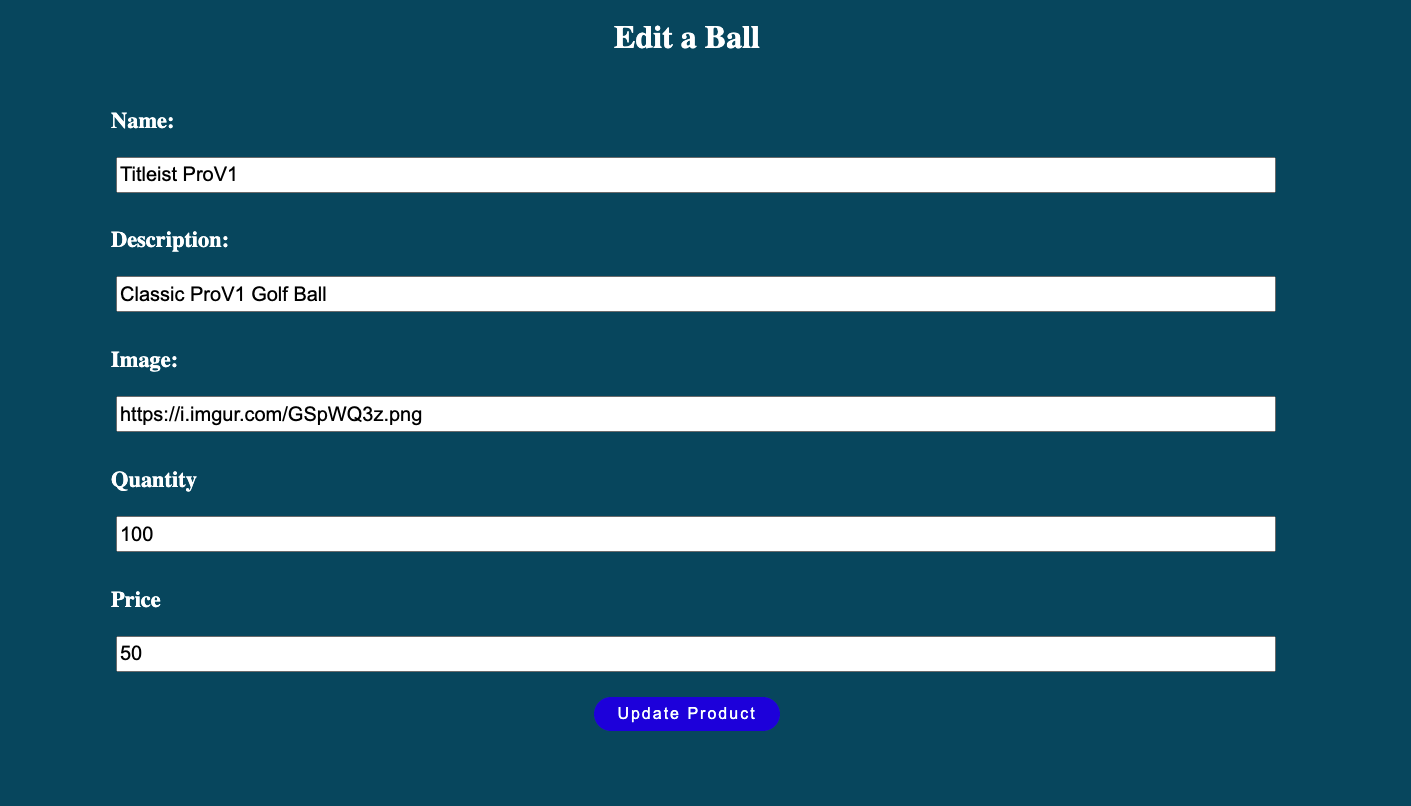 Edit a Ball
Name:
Titleist ProV1
Description:
Classic ProV1 Golf Ball
Image:
https://i.imgur.com/GSpWQ3z.png
Quantity
100
Price
50
Update Product